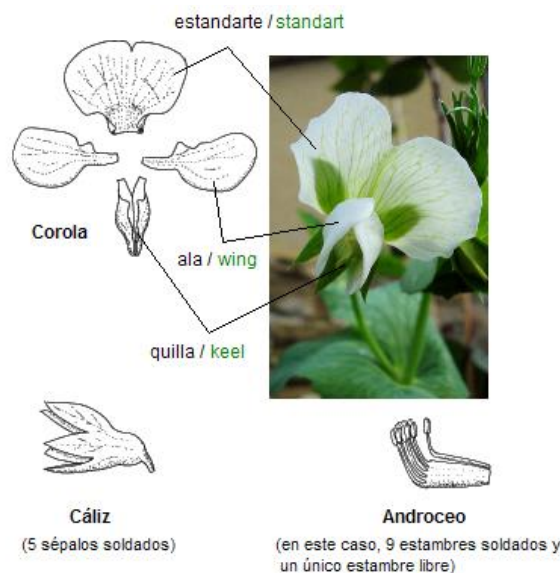 estandarte / standart
Corola
ala / wing
quilla / keel
Cáliz
(5 sépalos soldados)
Androceo
(en este caso, 9 estambres soldados y
un único estambre libre)